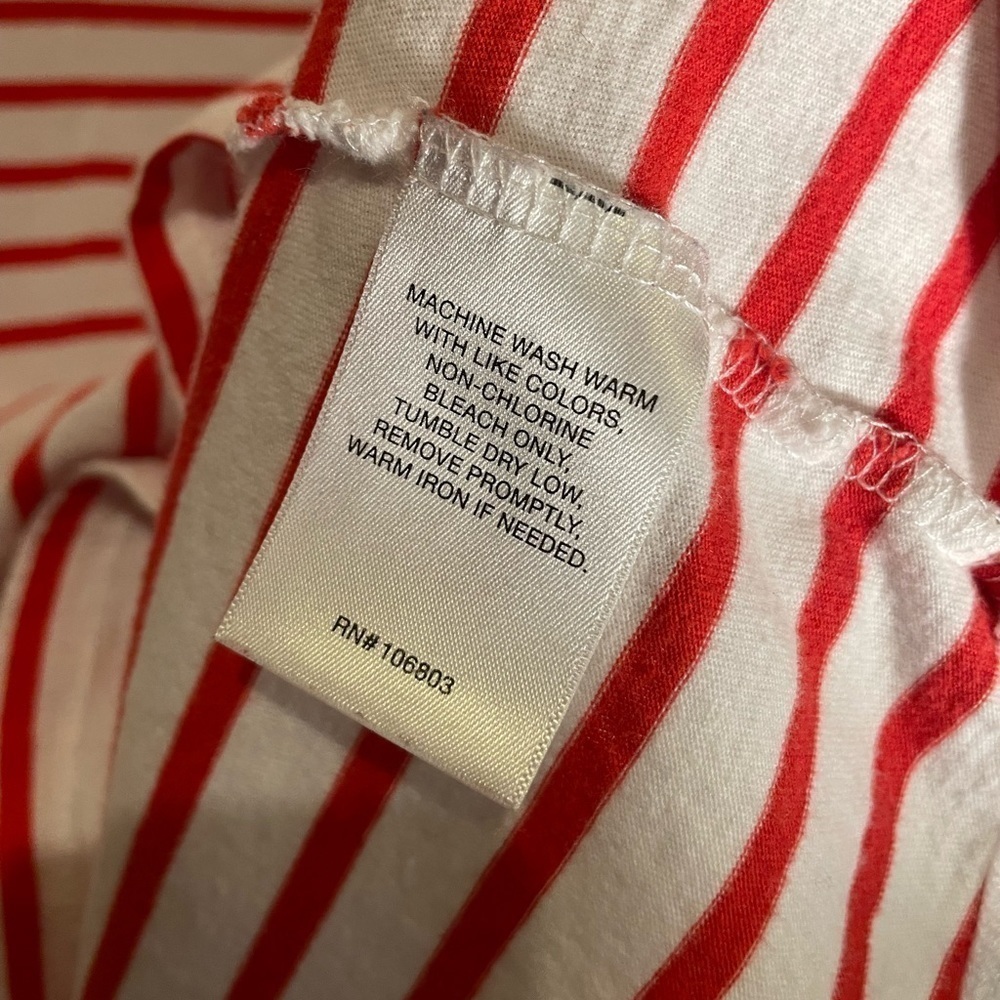 MACHINE WASH WARM
WITH LIKE COLORS,
NON-CHLORINE
BLEACH ONLY,
TUMBLE DRY LOW,
REMOVE PROMPTLY,
WARM IRON IF NEEDED.
RN# 106803